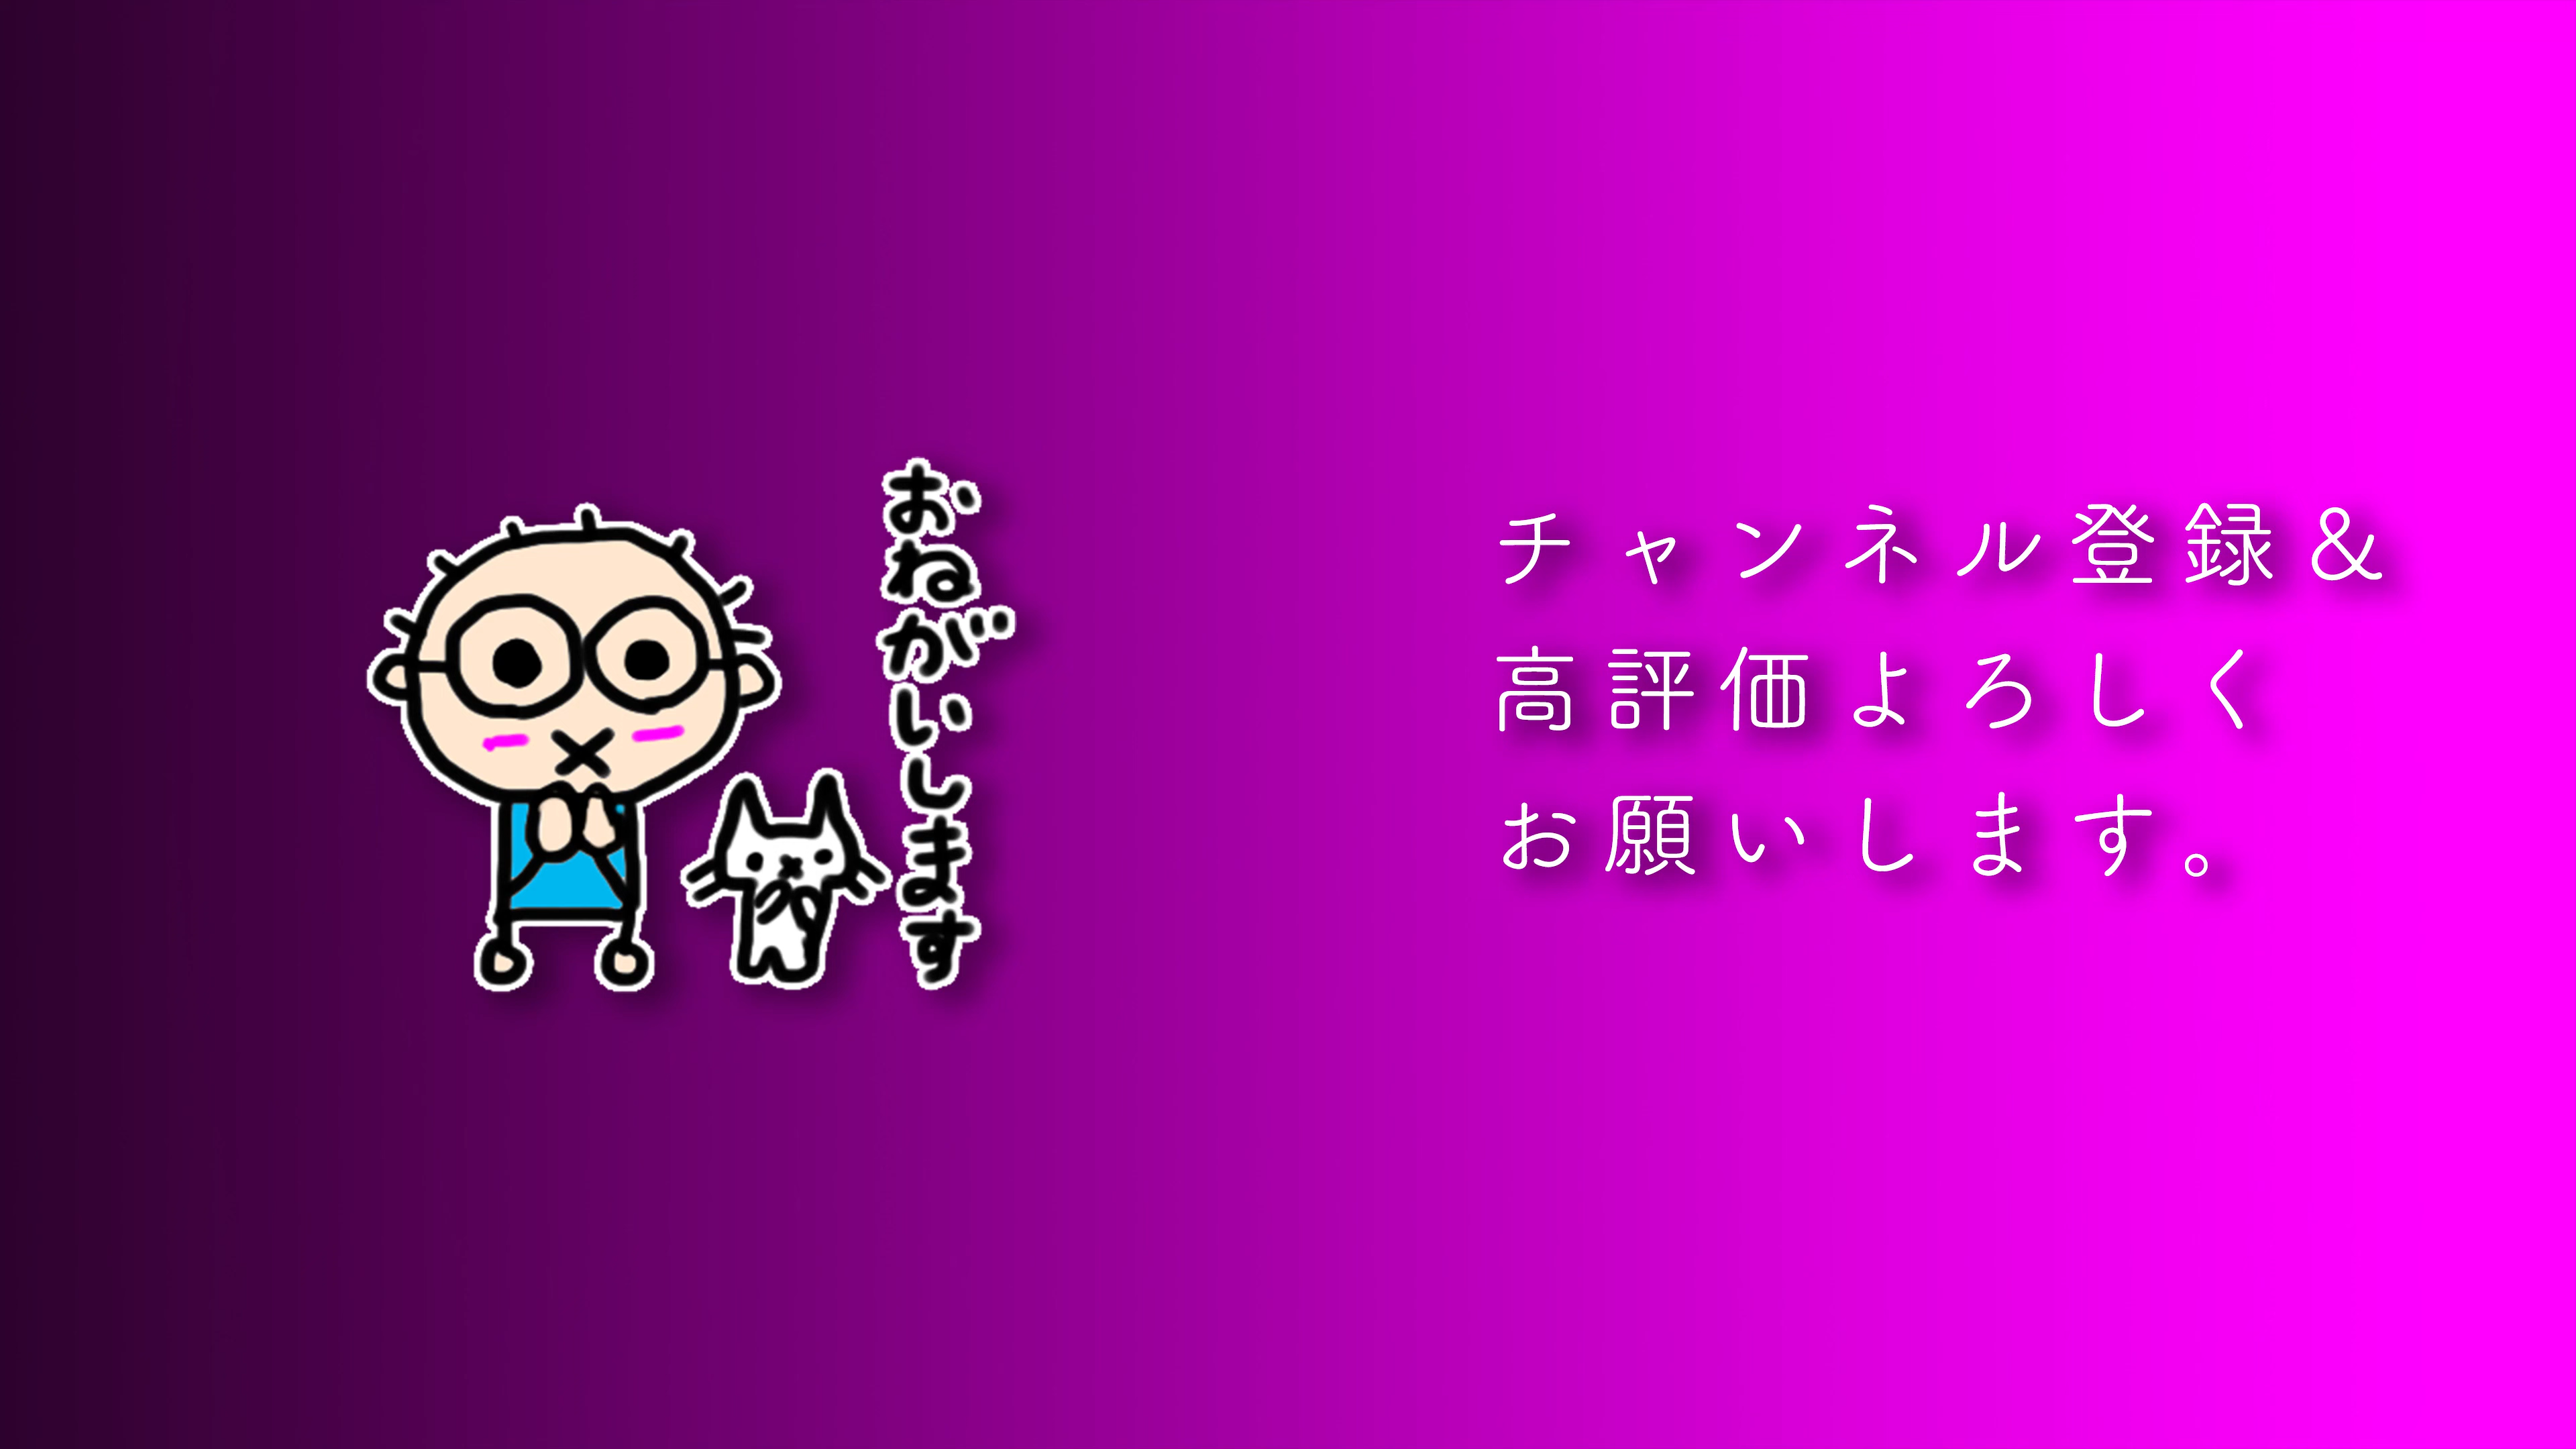 おねがいします
チャンネル登録＆
高評価よろしく
お願いします。